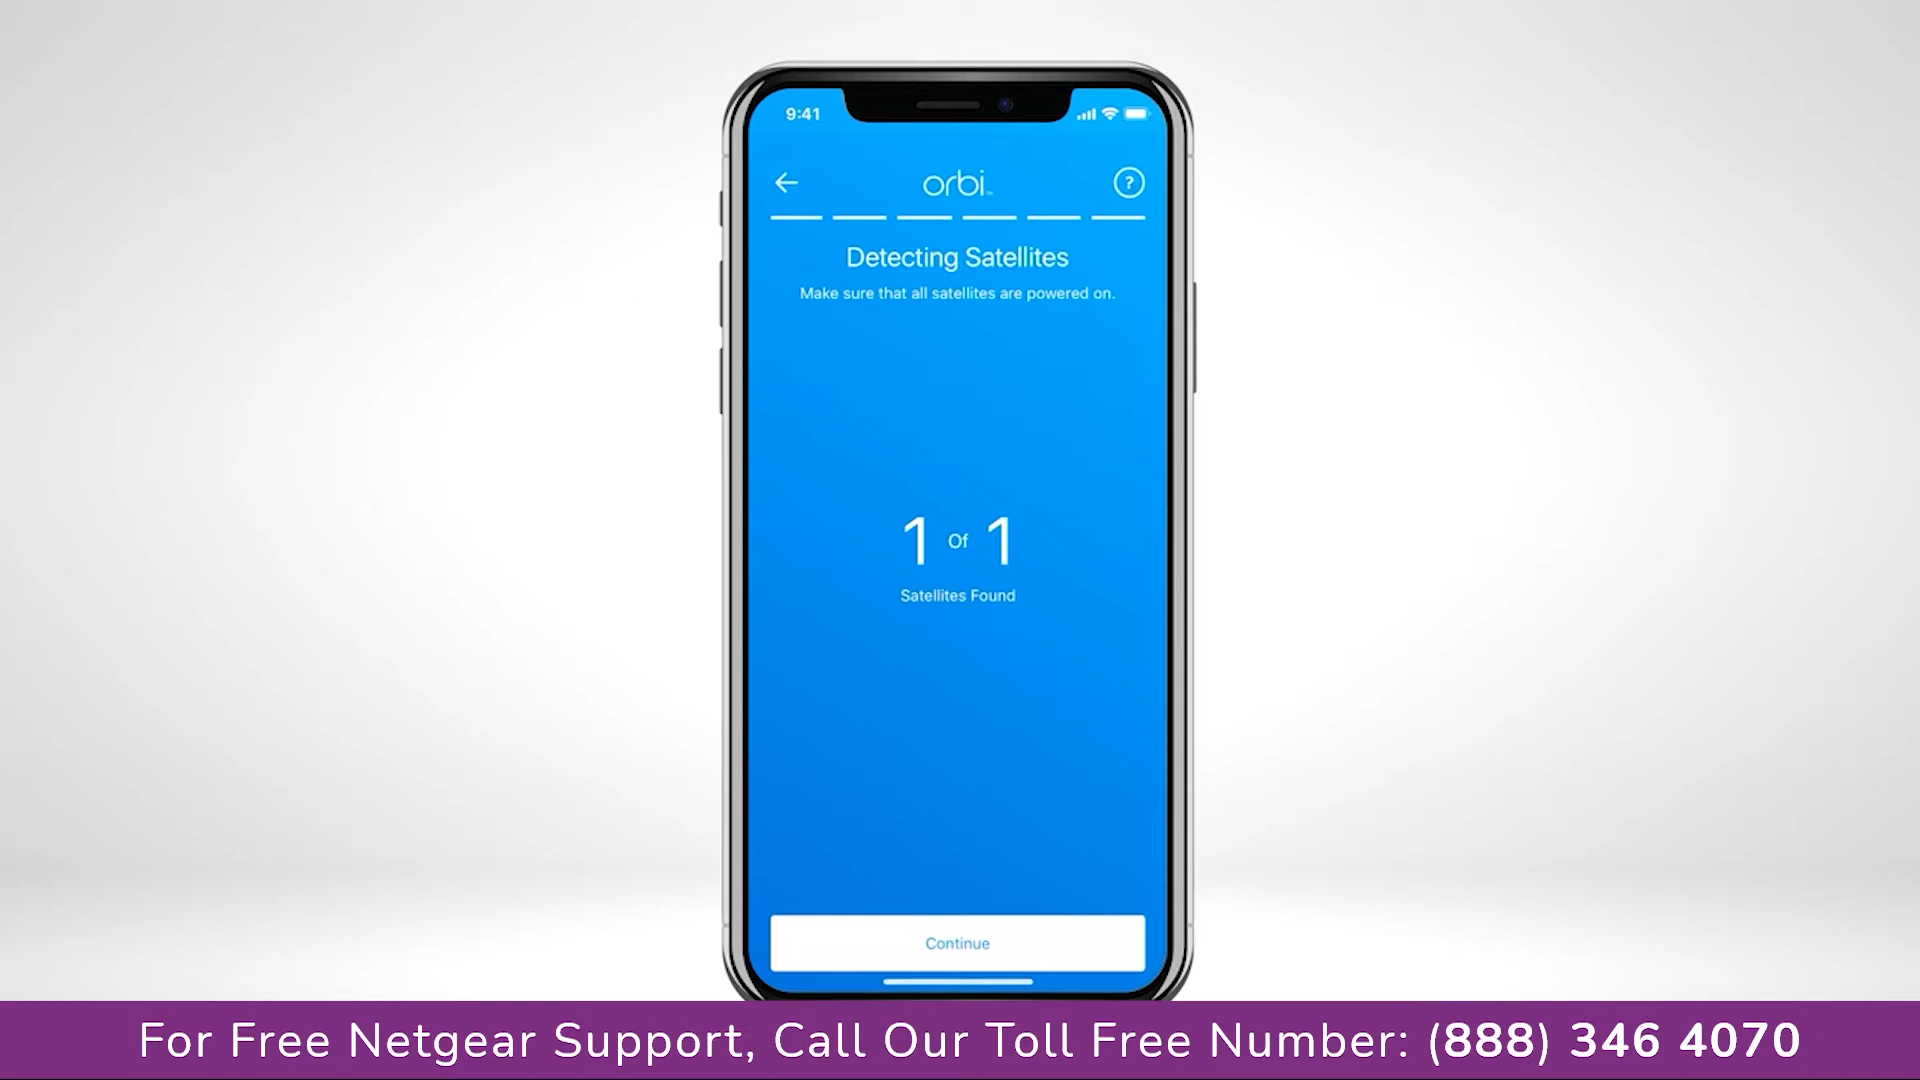 9:41
orbi
?
Detecting Satellites
Make sure that all satellites are powered on.
1 Of 1
Satellites Found
Continue
For Free Netgear Support, Call Our Toll Free Number: (888) 346 4070